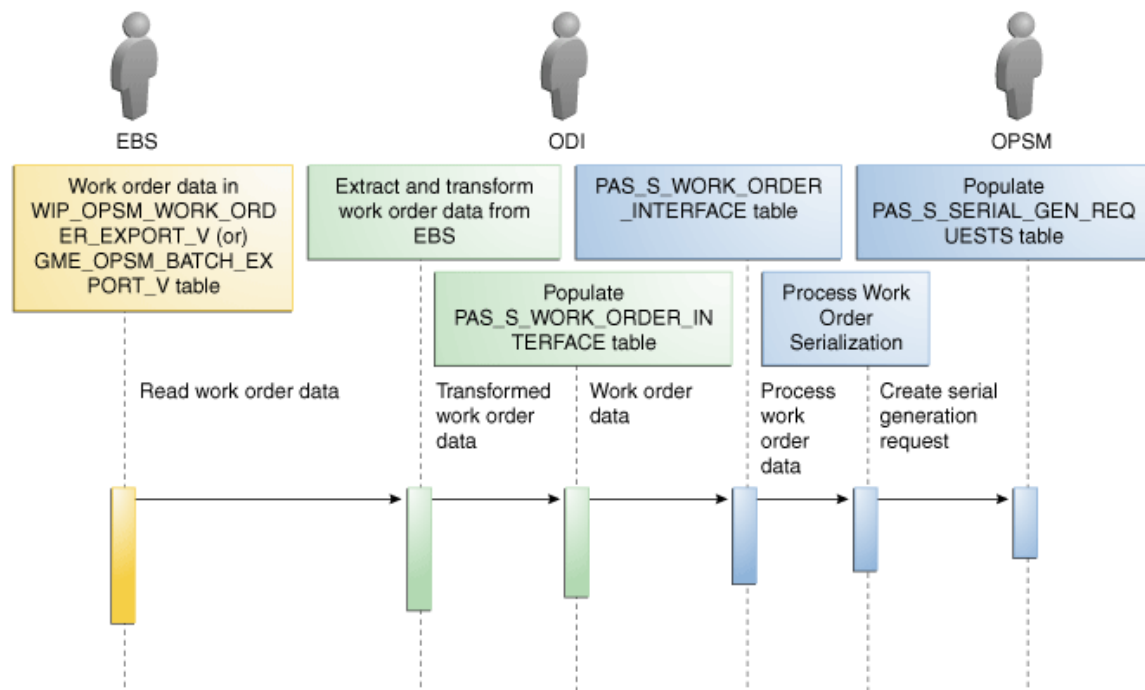 EBS
ODI
OPSM
Work order data in
WIP_OPSM_WORK_ORD
ER_EXPORT_V (or)
GME_OPSM_BATCH_EX
PORT_V table
Extract and transform
work order data from
EBS
PAS_S_WORK_ORDER
_INTERFACE table
Populate
PAS_S_SERIAL_GEN_REQ
UESTS table
Populate
PAS_S_WORK_ORDER_IN
TERFACE table
Process Work
Order
Serialization
Read work order data
Transformed
work order
data
Work order
data
Process
work
order
data
Create serial
generation
request